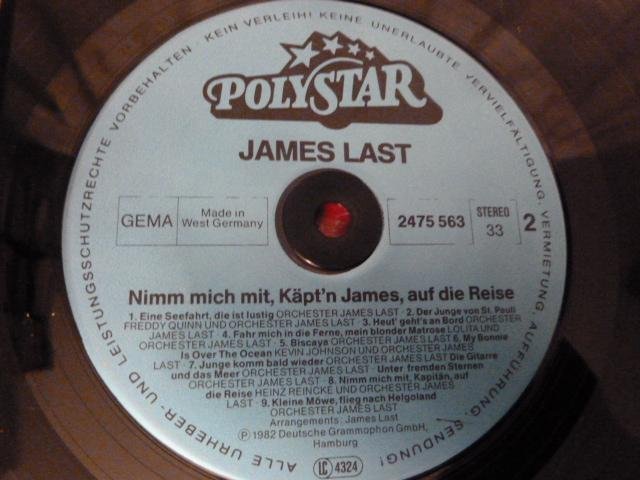 ALLE URHEBER- UND LEISTUNGSSCHUTZRECHTE VORBEHALTEN · KEIN VERLEIH! KEINE UNERLAUBTE VERVIELFÄLTIGUNG, VERMIETUNG, AUFFÜHRUNG, SENDUNG!
POLYSTAR
JAMES LAST
GEMA
Made in
West Germany
2475 563
STEREO
33
2
Nimm mich mit, Käpt'n James, auf die Reise
1. Eine Seefahrt, die ist lustig ORCHESTER JAMES LAST · 2. Der Junge von St. Pauli
FREDDY QUINN UND ORCHESTER JAMES LAST · 3. Heut' geht's an Bord ORCHESTER
JAMES LAST · 4. Fahr mich in die Ferne, mein blonder Matrose LOLITA UND
ORCHESTER JAMES LAST · 5. Biscaya ORCHESTER JAMES LAST 6. My Bonnie
Is Over The Ocean KEVIN JOHNSON UND ORCHESTER JAMES
LAST · 7. Junge komm bald wieder ORCHESTER JAMES LAST Die Gitarre
und das Meer ORCHESTER JAMES LAST · Unter fremden Sternen
ORCHESTER JAMES LAST · 8. Nimm mich mit, Kapitän, auf
die Reise HEINZ REINCKE UND ORCHESTER JAMES
LAST · 9. Kleine Möwe, flieg nach Helgoland
ORCHESTER JAMES LAST
Arrangements: James Last
Ⓟ 1982 Deutsche Grammophon GmbH,
Hamburg
LC 4324